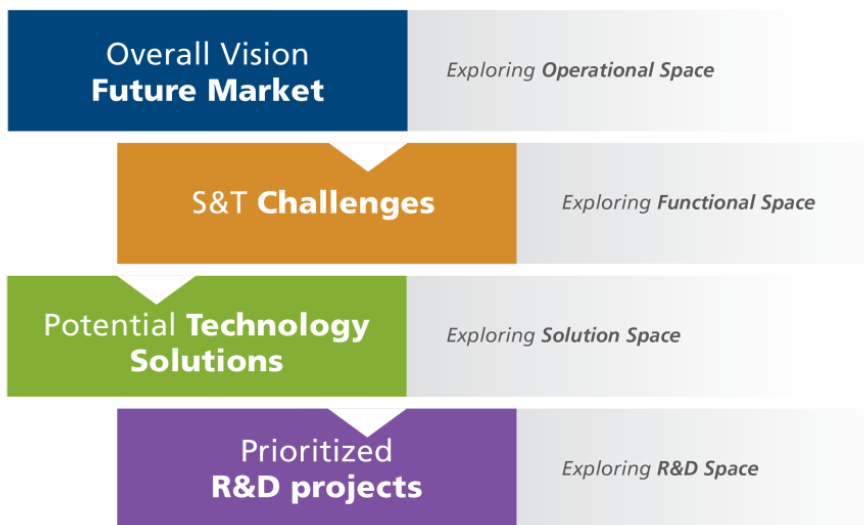 Overall Vision
Future Market
Exploring Operational Space
S&T Challenges
Exploring Functional Space
Potential Technology
Solutions
Exploring Solution Space
Prioritized
R&D projects
Exploring R&D Space